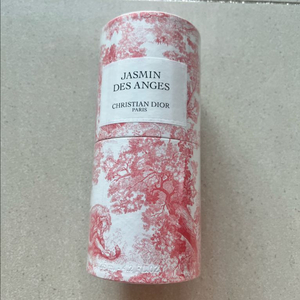 JASMIN
DES ANGES
CHRISTIAN DIOR
PARIS